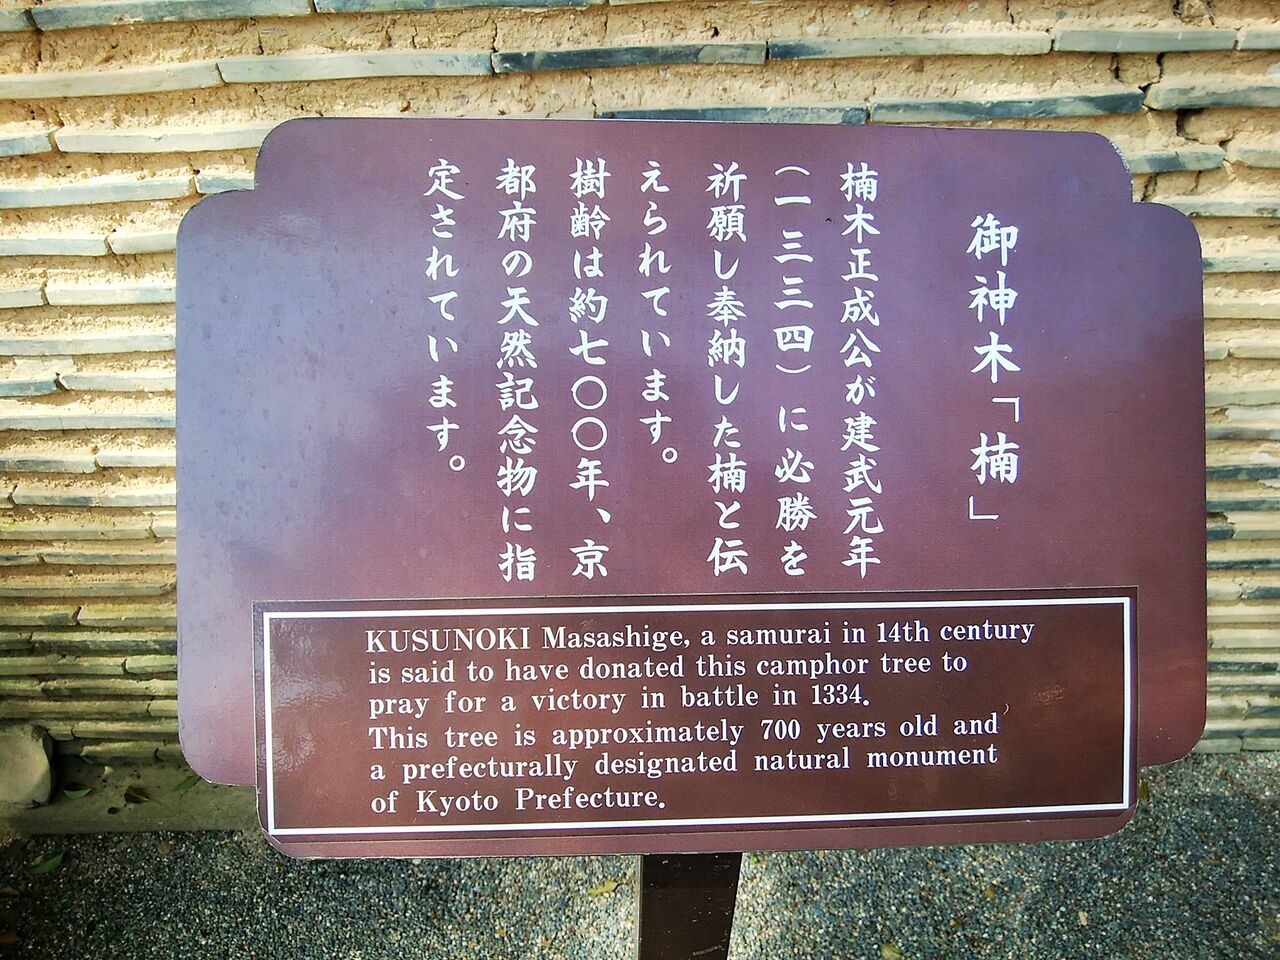 御神木「楠」
楠木正成公が建武元年
(一三三四)に必勝を
祈願し奉納した楠と伝
えられています。
樹齢は約七〇〇年、京
都府の天然記念物に指
定されています。
KUSUNOKI Masashige, a samurai in 14th century
is said to have donated this camphor tree to
pray for a victory in battle in 1334.
This tree is approximately 700 years old and
a prefecturally designated natural monument
of Kyoto Prefecture.